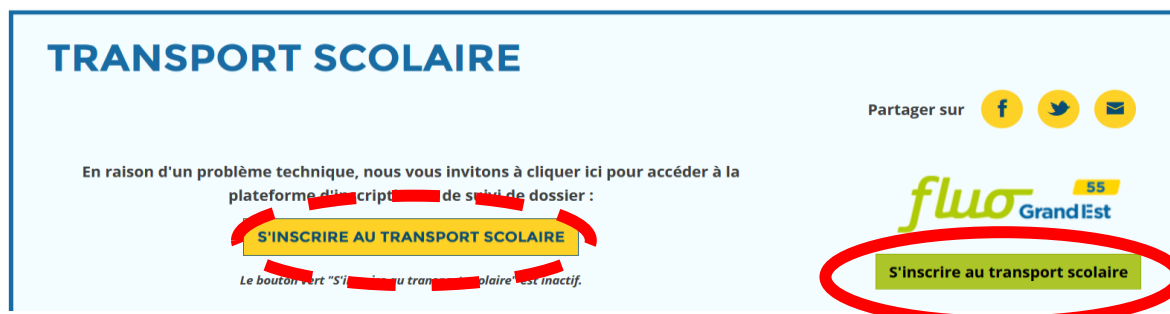 TRANSPORT SCOLAIRE
Partager sur
En raison d'un problème technique, nous vous invitons à cliquer ici pour accéder à la
plateforme de suivi de dossier :
fluo 55
Grand Est
S'INSCRIRE AU TRANSPORT SCOLAIRE
S'inscrire au transport scolaire
Le bouton vert au est inactif.